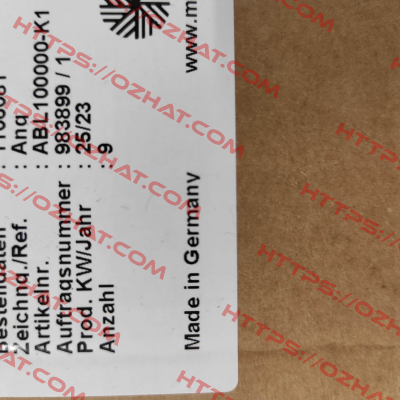 Zeichnd./Ref. : Ang
Artikelnr. : ABL100000-K1
Auftragsnummer : 983899 / 1
Prod. KW/Jahr : 25/23
Anzahl : 9
Made in Germany
www.m
HTTPS://OZHAT.COM